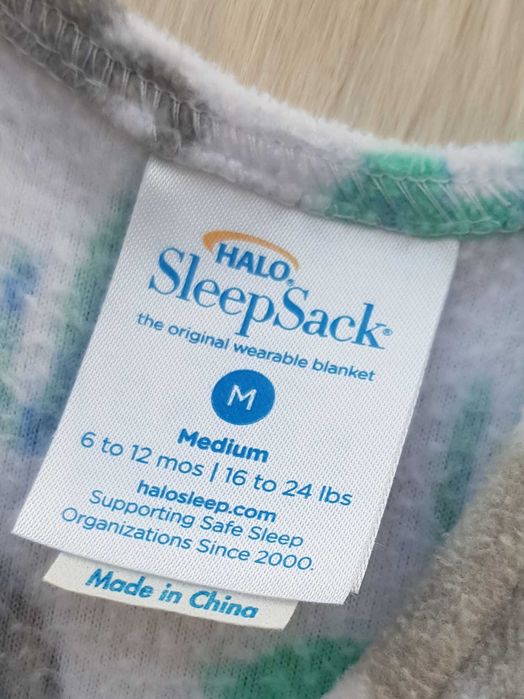 HALO®
SleepSack®
the original wearable blanket
M
Medium
6 to 12 mos | 16 to 24 lbs
halosleep.com
Supporting Safe Sleep
Organizations Since 2000.
Made in China